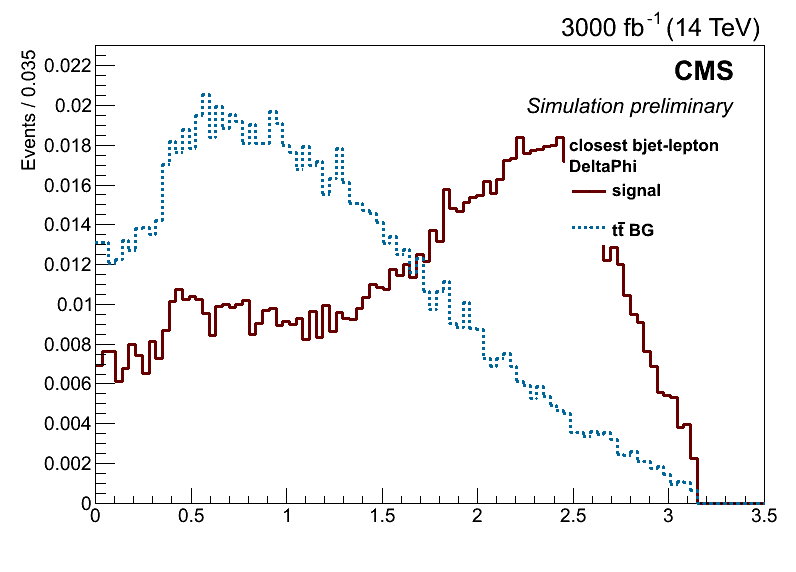 3000 fb-1 (14 TeV)
Events / 0.035
CMS
Simulation preliminary
closest bjet-lepton
DeltaPhi
signal
tt̄ BG
0.022
0.02
0.018
0.016
0.014
0.012
0.01
0.008
0.006
0.004
0.002
0
0 0.5 1 1.5 2 2.5 3 3.5